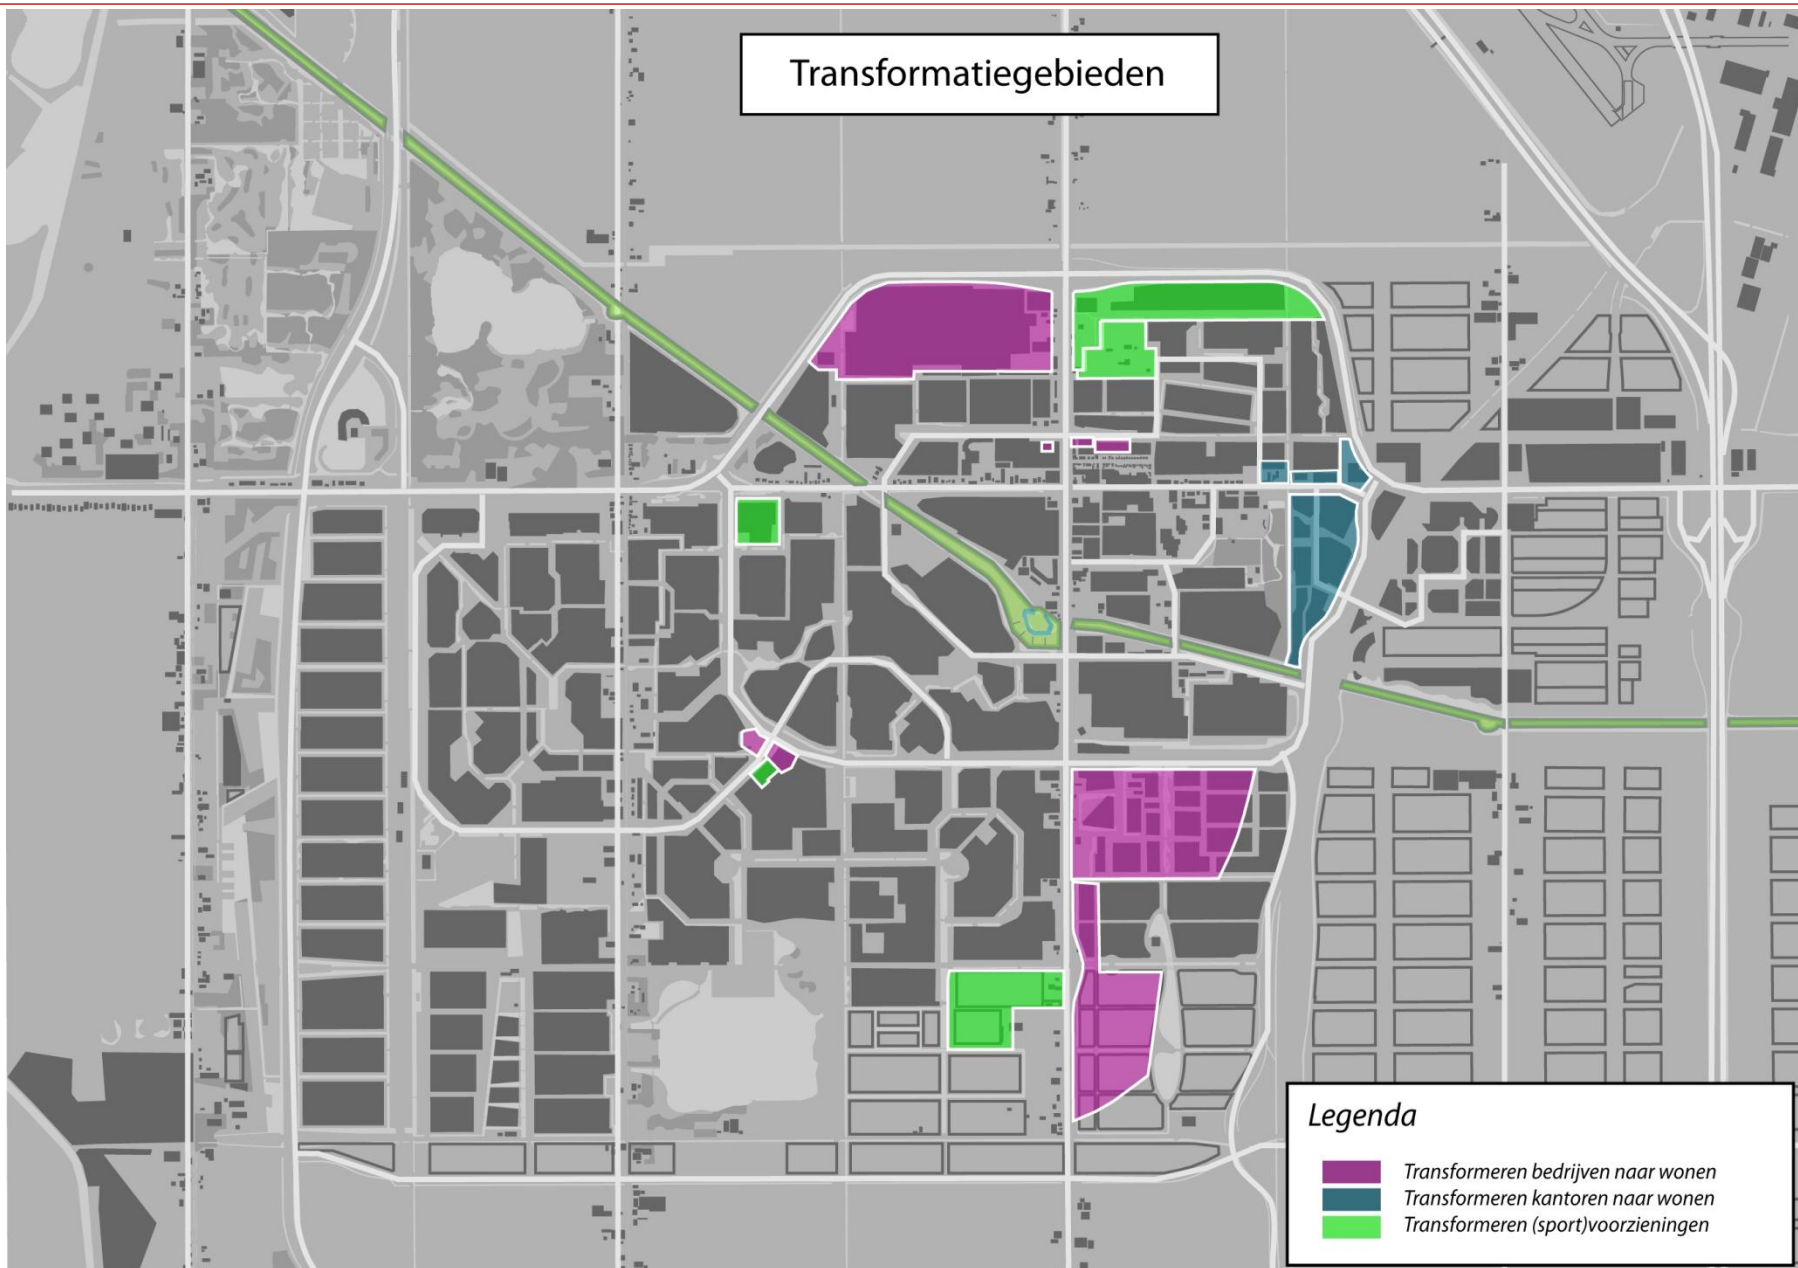 Transformatiegebieden
Legenda
Transformeren bedrijven naar wonen
Transformeren kantoren naar wonen
Transformeren (sport)voorzieningen